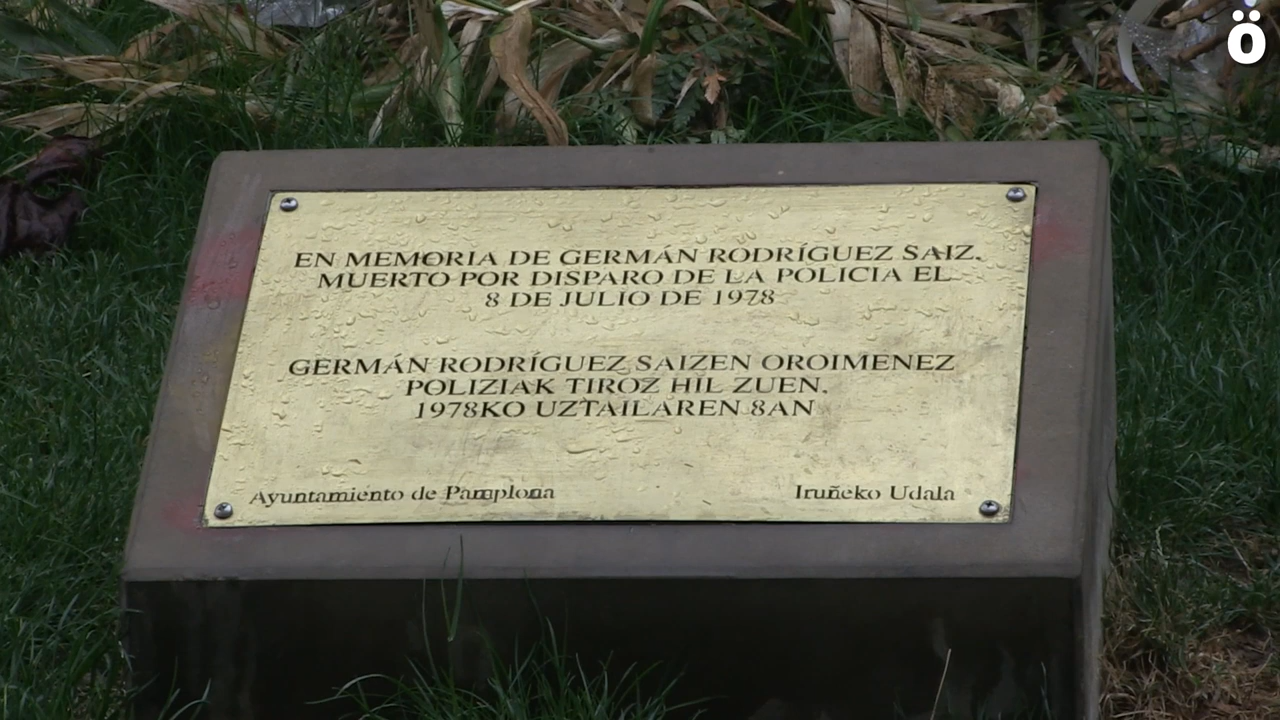 ö
EN MEMORIA DE GERMÁN RODRÍGUEZ SAIZ.
MUERTO POR DISPARO DE LA POLICIA EL
8 DE JULIO DE 1978
GERMÁN RODRÍGUEZ SAIZEN OROIMENEZ
POLIZIAK TIROZ HIL ZUEN.
1978KO UZTAILAREN 8AN
Ayuntamiento de Pamplona
Iruñeko Udala